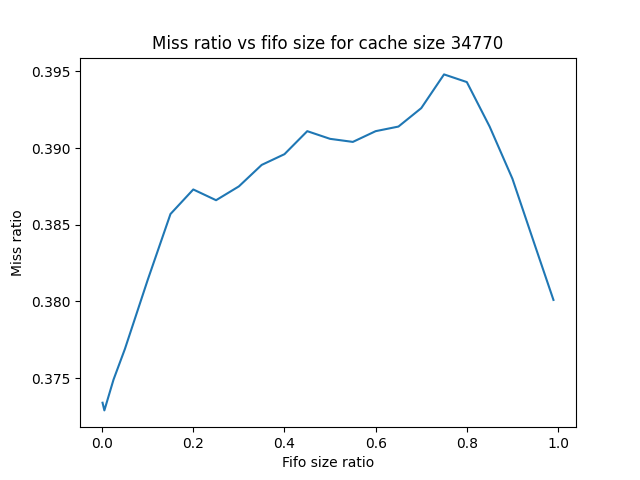 Miss ratio vs fifo size for cache size 34770
0.395
0.390
0.385
0.380
0.375
Miss ratio
0.0 0.2 0.4 0.6 0.8 1.0
Fifo size ratio